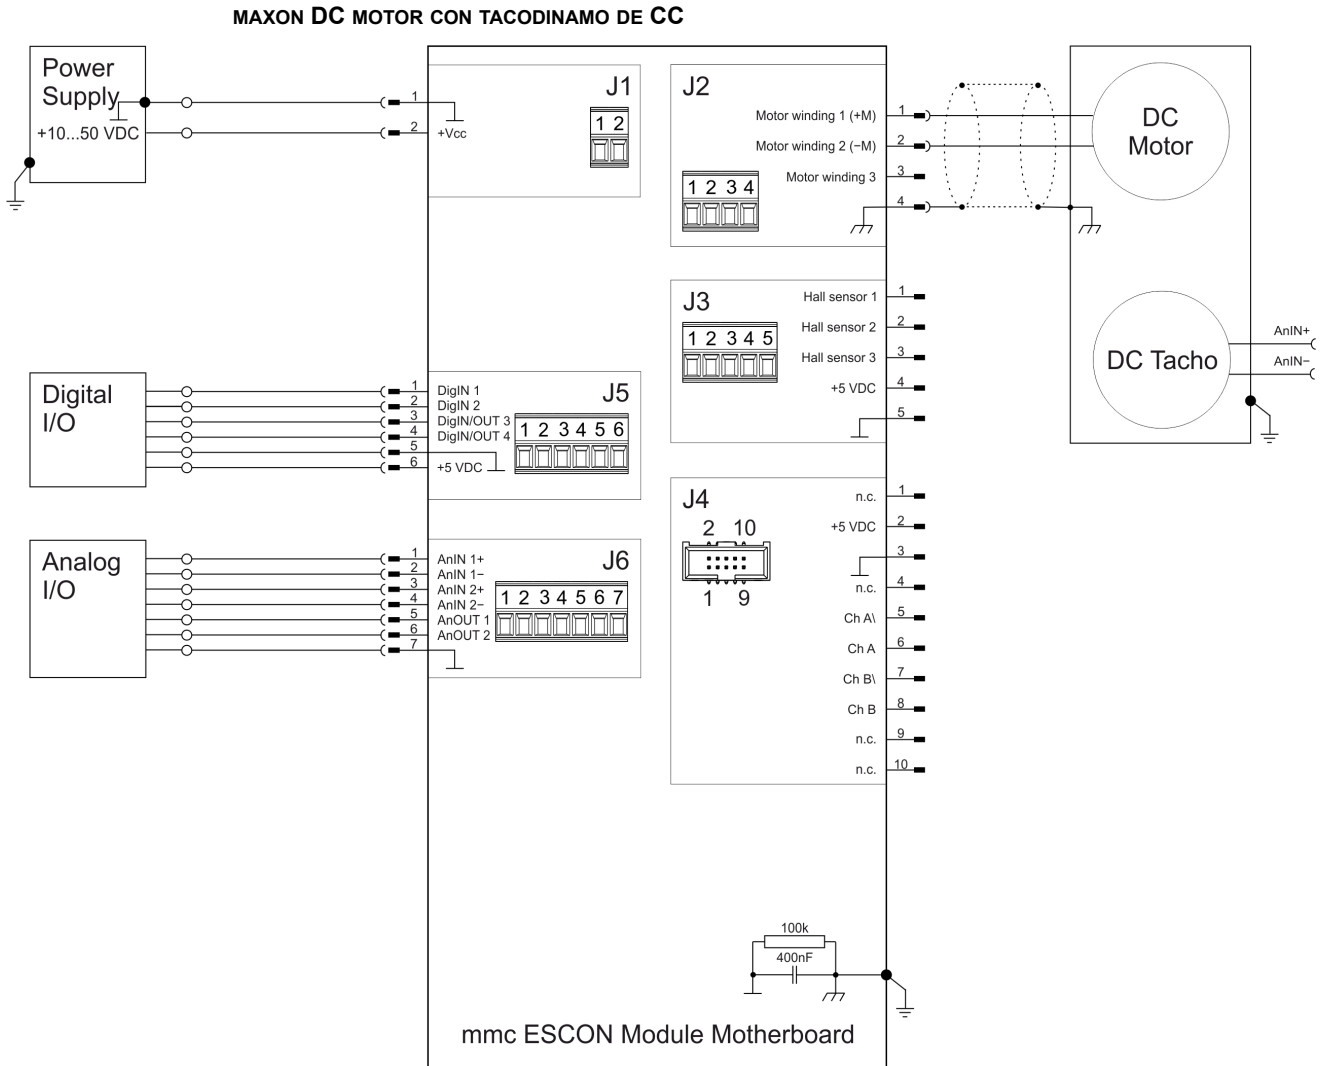 MAXON DC MOTOR CON TACODINAMO DE CC
Power
Supply
+10...50 VDC
1
2
+Vcc
J1
1 2
J2
Motor winding 1 (+M)
Motor winding 2 (−M)
Motor winding 3
1
2
3
4
1 2 3 4
DC
Motor
J3
Hall sensor 1
Hall sensor 2
Hall sensor 3
+5 VDC
1
2
3
4
5
1 2 3 4 5
DC Tacho
AnIN+
AnIN−
Digital
I/O
1
2
3
4
5
6
DigIN 1
DigIN 2
DigIN/OUT 3
DigIN/OUT 4
+5 VDC
J5
1 2 3 4 5 6
Analog
I/O
1
2
3
4
5
6
7
AnIN 1+
AnIN 1−
AnIN 2+
AnIN 2−
AnOUT 1
AnOUT 2
J6
1 2 3 4 5 6 7
J4
2 10
1 9
n.c.
+5 VDC
n.c.
Ch A\
Ch A
Ch B\
Ch B
n.c.
n.c.
1
2
3
4
5
6
7
8
9
10
100k
400nF
mmc ESCON Module Motherboard